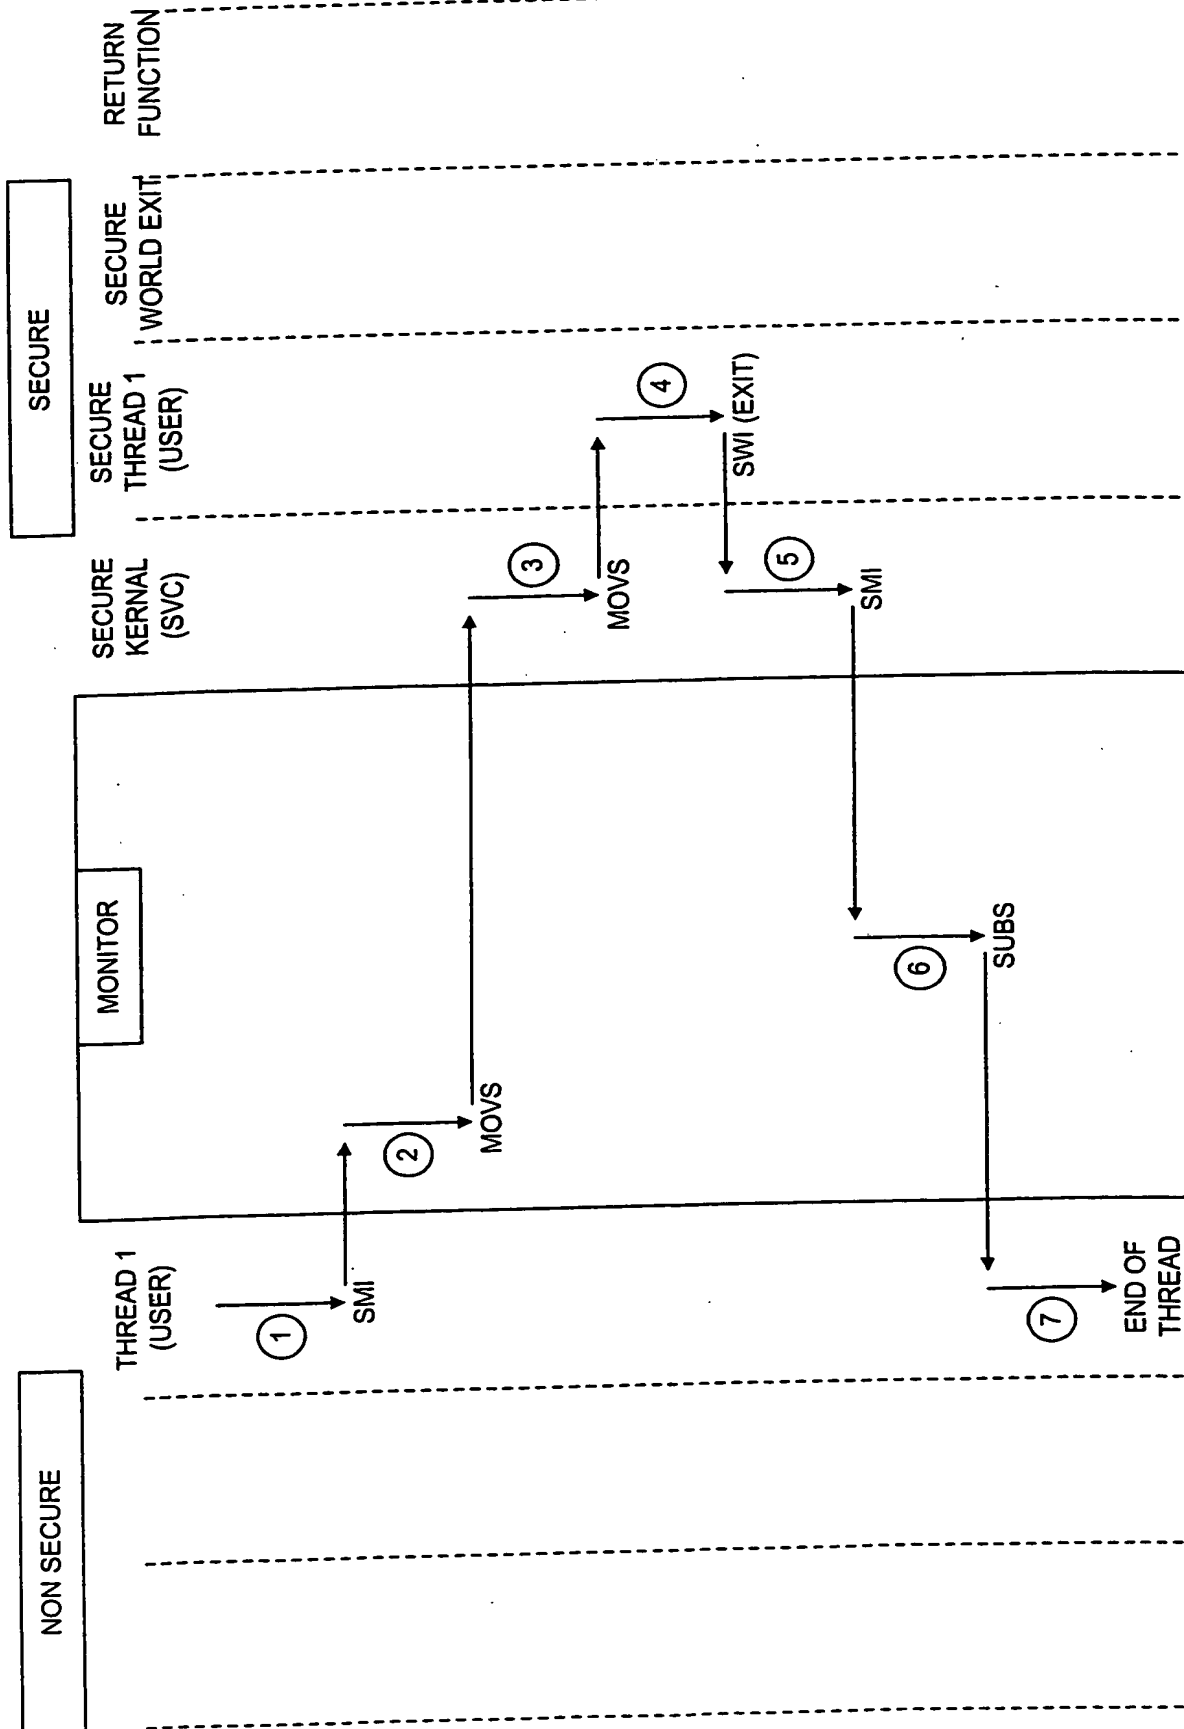 NON SECURE
MONITOR
SECURE
THREAD 1
(USER)
SECURE
KERNAL
(SVC)
SECURE
THREAD 1
(USER)
SECURE
WORLD EXIT
RETURN
FUNCTION
1
SMI
2
MOVS
3
MOVS
4
SWI (EXIT)
5
SMI
6
SUBS
7
END OF
THREAD